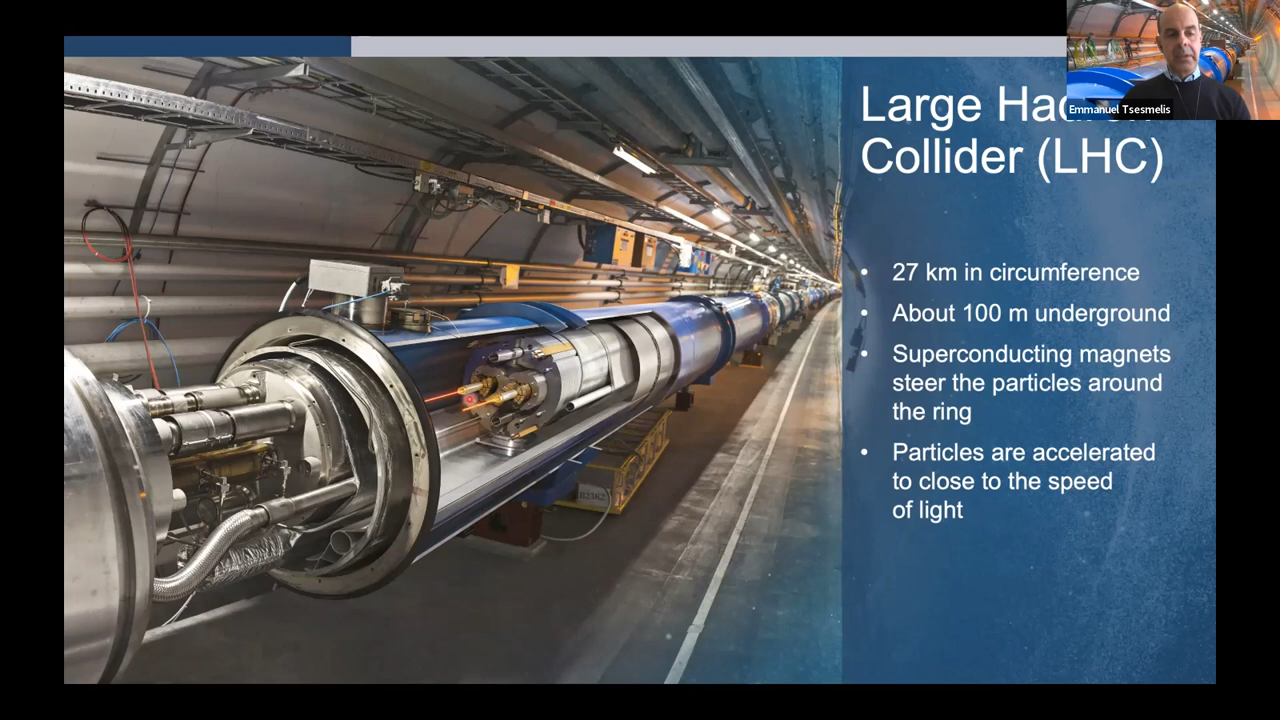 Emmanuel Tsesmelis
Large
Collider (LHC)
• 27 km in circumference
• About 100 m underground
• Superconducting magnets
steer the particles around
the ring
• Particles are accelerated
to close to the speed
of light